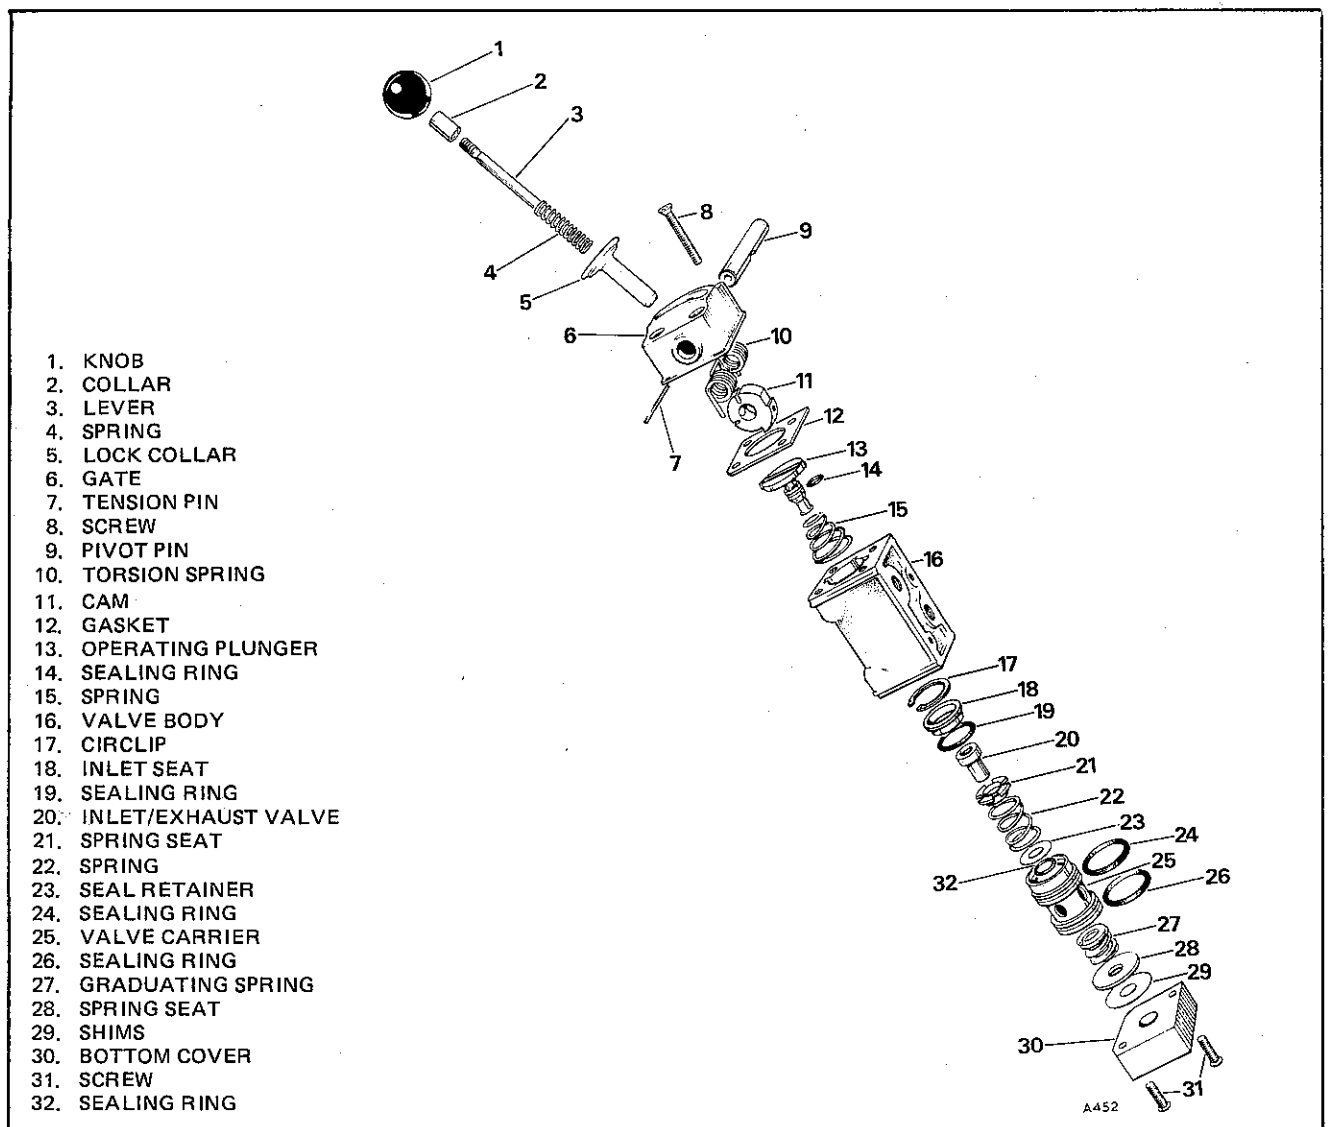 1
2
3
8
9
4
5
6
10
11
12
7
13
14
15
16
17
18
19
20
21
22
23
24
25
32
26
27
28
29
30
31
A452
1. KNOB
2. COLLAR
3. LEVER
4. SPRING
5. LOCK COLLAR
6. GATE
7. TENSION PIN
8. SCREW
9. PIVOT PIN
10. TORSION SPRING
11. CAM
12. GASKET
13. OPERATING PLUNGER
14. SEALING RING
15. SPRING
16. VALVE BODY
17. CIRCLIP
18. INLET SEAT
19. SEALING RING
20. INLET/EXHAUST VALVE
21. SPRING SEAT
22. SPRING
23. SEAL RETAINER
24. SEALING RING
25. VALVE CARRIER
26. SEALING RING
27. GRADUATING SPRING
28. SPRING SEAT
29. SHIMS
30. BOTTOM COVER
31. SCREW
32. SEALING RING